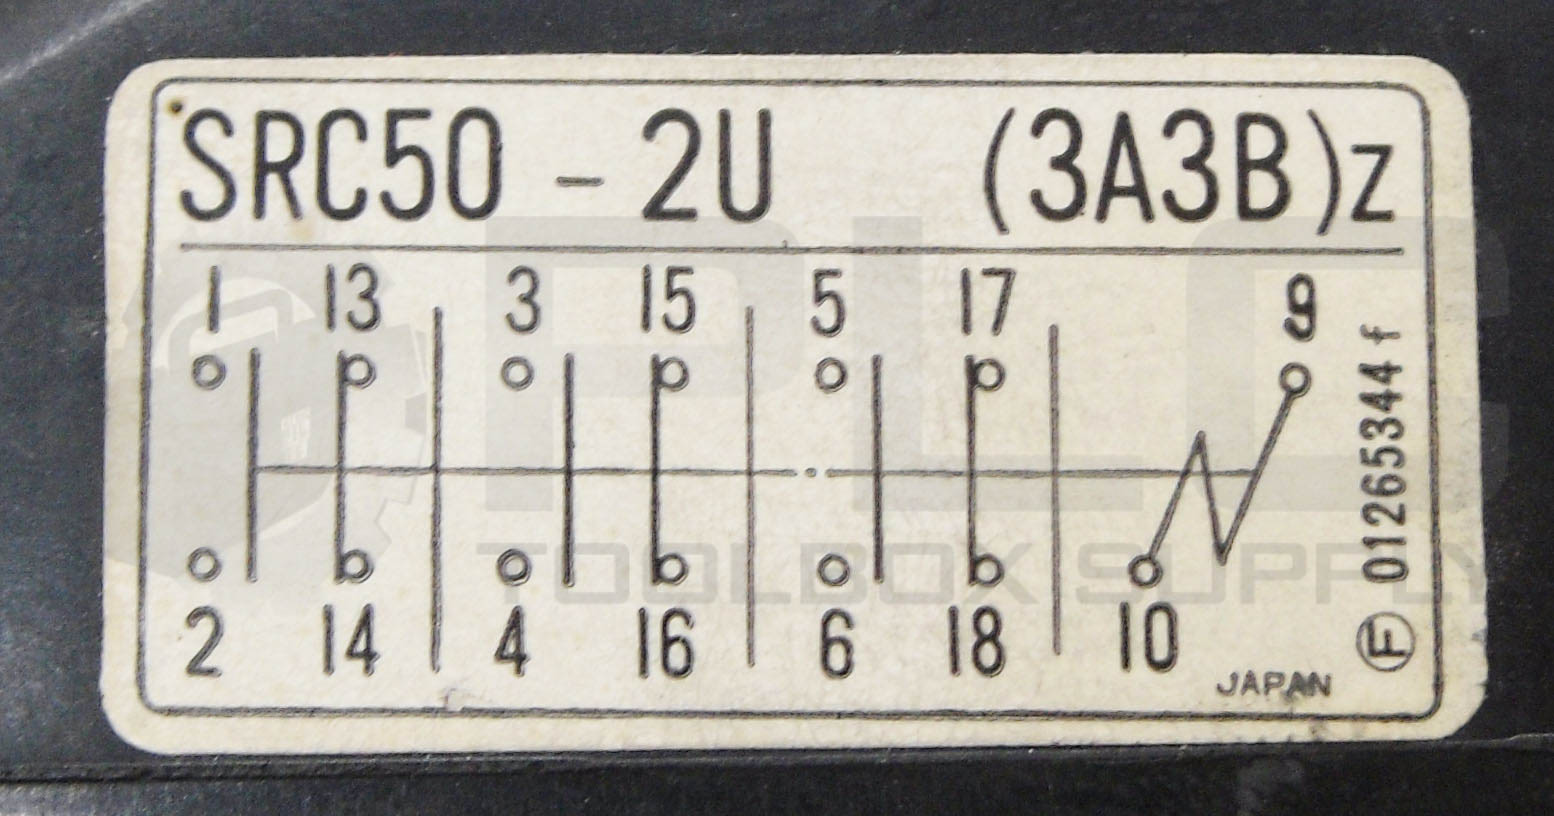 SRC50 - 2U (3A3B)Z
1 13 3 15 5 17 9
2 14 4 16 6 18 10
JAPAN
Ⓕ 01265344 f
PLC
TOOLBOX SUPPLY